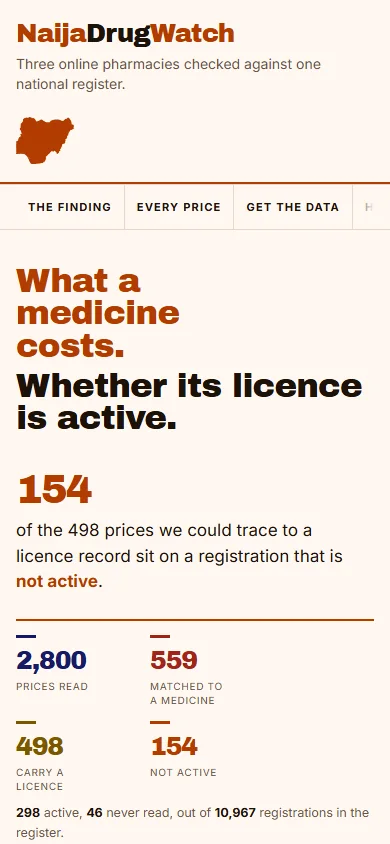 NaijaDrugWatch
Three online pharmacies checked against one
national register.
THE FINDING
EVERY PRICE
GET THE DATA
H
What a
medicine
costs.
Whether its licence
is active.
154
of the 498 prices we could trace to a
licence record sit on a registration that is
not active.
2,800
PRICES READ
559
MATCHED TO
A MEDICINE
498
CARRY A
LICENCE
154
NOT ACTIVE
298 active, 46 never read, out of 10,967 registrations in the
register.